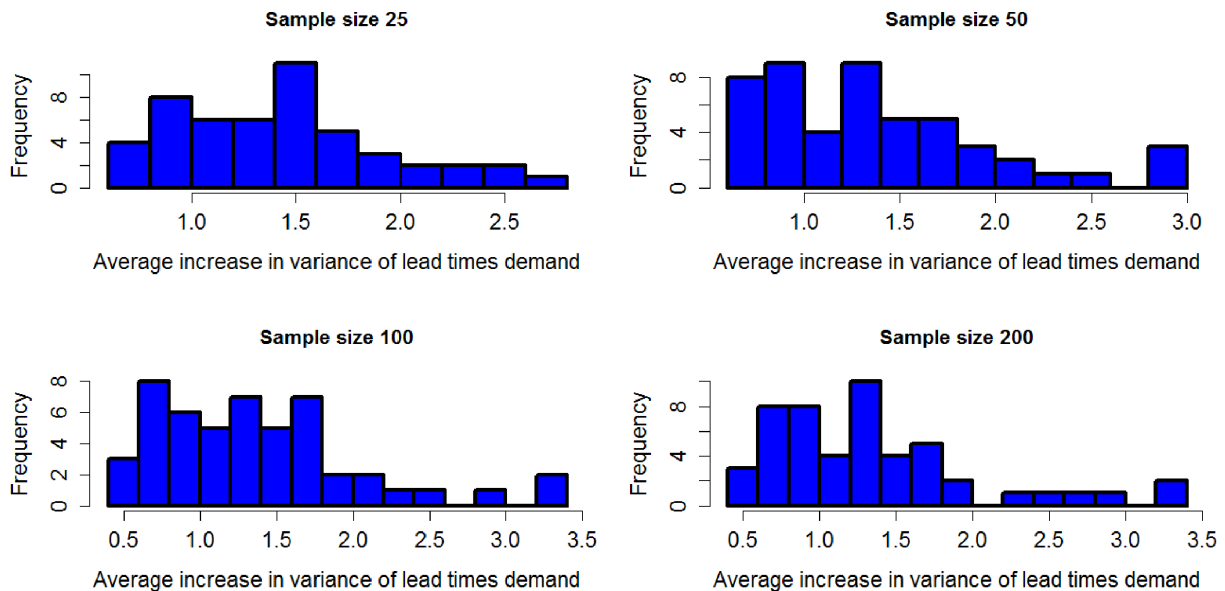 Sample size 25
Frequency
8
4
0
1.0 1.5 2.0 2.5
Average increase in variance of lead times demand
Sample size 50
Frequency
8
4
0
1.0 1.5 2.0 2.5 3.0
Average increase in variance of lead times demand
Sample size 100
Frequency
8
6
4
2
0
0.5 1.0 1.5 2.0 2.5 3.0 3.5
Average increase in variance of lead times demand
Sample size 200
Frequency
8
4
0
0.5 1.0 1.5 2.0 2.5 3.0 3.5
Average increase in variance of lead times demand